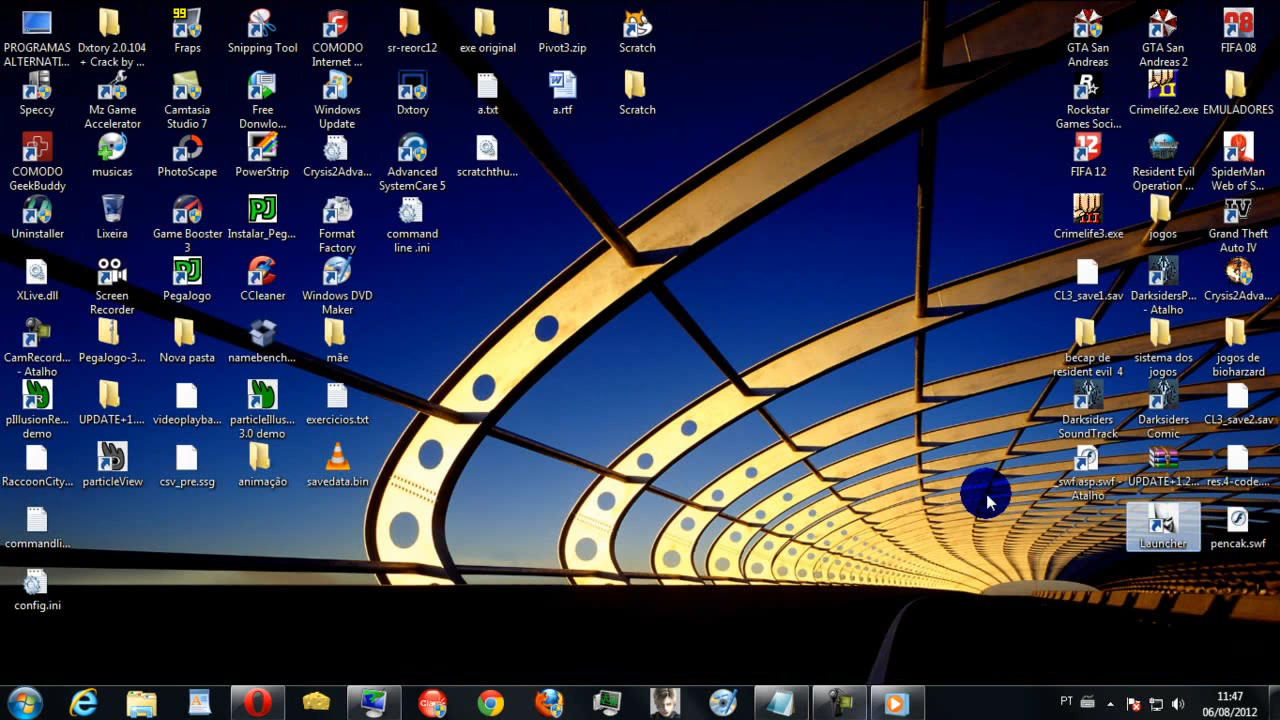 PROGRAMAS
ALTERNATI...
Dxtory 2.0.104
+ Crack by ...
99
Fraps
Snipping Tool
COMODO
Internet ...
sr-reorc12
exe original
Pivot3.zip
Scratch
GTA San
Andreas
GTA San
Andreas 2
08
FIFA 08
Speccy
Mz Game
Accelerator
Camtasia
Studio 7
Free
Donwlo...
Windows
Update
Dxtory
a.txt
a.rtf
Scratch
Rockstar
Games Soci...
Crimelife2.exe
EMULADORES
COMODO
GeekBuddy
musicas
PhotoScape
PowerStrip
Crysis2Adva...
Advanced
SystemCare 5
scratchthu...
12
FIFA 12
Resident Evil
Operation ...
SpiderMan
Web of S...
Uninstaller
Lixeira
Game Booster
3
PJ
Instalar_Peg...
Format
Factory
command
line .ini
Crimelife3.exe
jogos
IV
Grand Theft
Auto IV
XLive.dll
Screen
Recorder
PJ
PegaJogo
CCleaner
Windows DVD
Maker
CL3_save1.sav
DarksidersP...
- Atalho
Crysis2Adva...
CamRecord...
- Atalho
PegaJogo-3...
Nova pasta
namebench...
mãe
becap de
resident evil 4
sistema dos
jogos
jogos de
bioharzard
pIllusionRe...
demo
UPDATE+1....
videoplayba...
particleIllus...
3.0 demo
exercicios.txt
Darksiders
SoundTrack
Darksiders
Comic
CL3_save2.sav
RaccoonCity...
particleView
csv_pre.ssg
animação
savedata.bin
swf.asp.swf -
Atalho
UPDATE+1.2...
res.4-code....
commandli...
Launcher
pencak.swf
config.ini
PT
11:47
06/08/2012